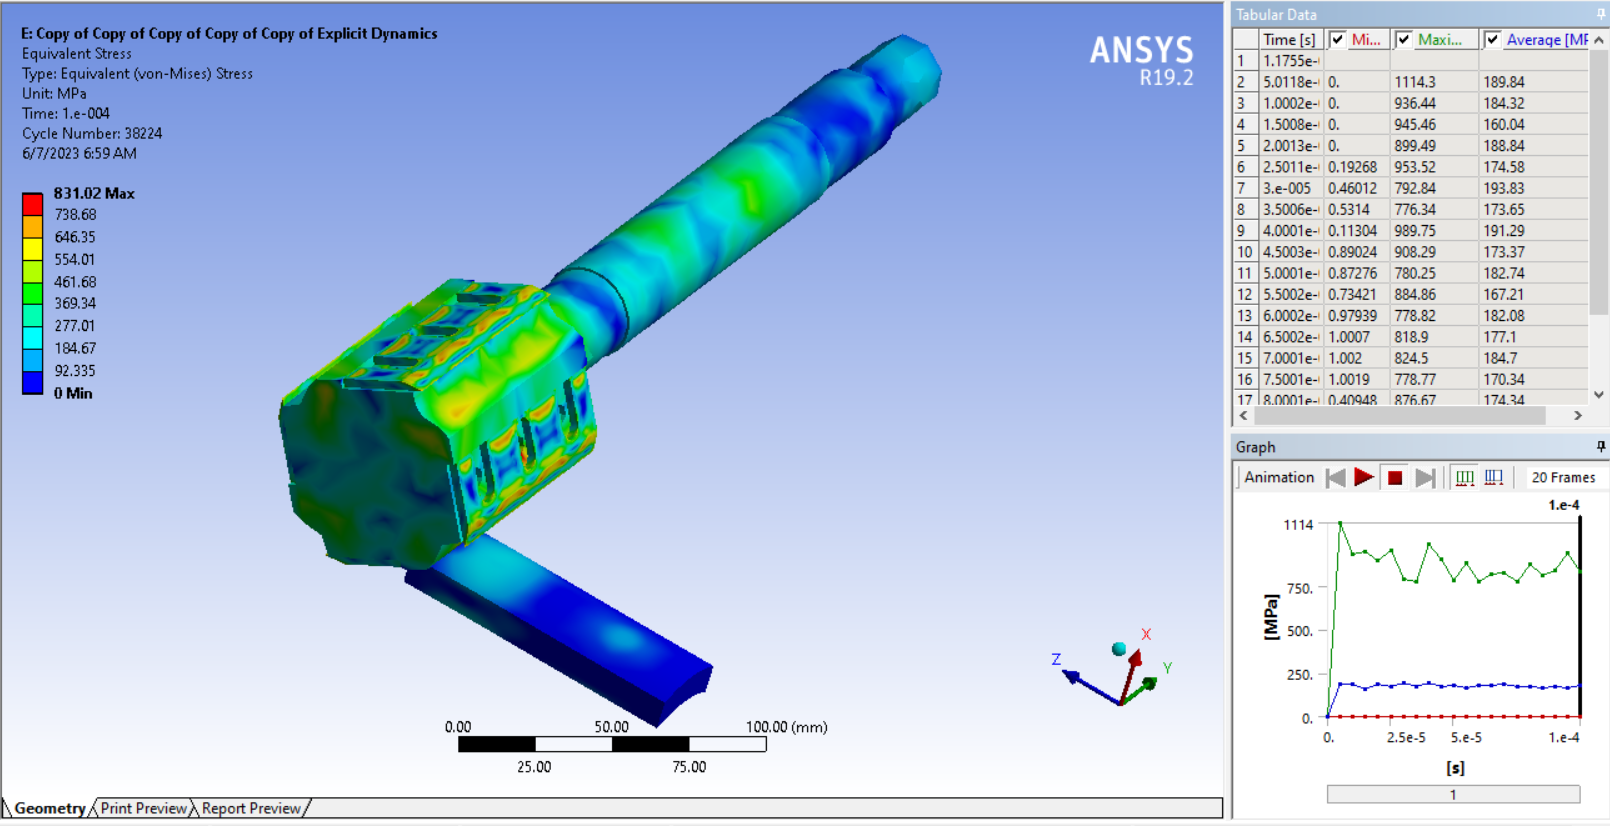 E: Copy of Copy of Copy of Copy of Copy of Explicit Dynamics
Equivalent Stress
Type: Equivalent (von-Mises) Stress
Unit: MPa
Time: 1.e-004
Cycle Number: 38224
6/7/2023 6:59 AM
ANSYS
R19.2
831.02 Max
738.68
646.35
554.01
461.68
369.34
277.01
184.67
92.335
0 Min
X
Y
Z
0.00 50.00 100.00 (mm)
25.00 75.00
Geometry Print Preview Report Preview
Tabular Data
Time [s] Mi... Maxi... Average [MP
1 1.1755e-
2 5.0118e- 0. 1114.3 189.84
3 1.0002e- 0. 936.44 184.32
4 1.5008e- 0. 945.46 160.04
5 2.0013e- 0. 899.49 188.84
6 2.5011e- 0.19268 953.52 174.58
7 3.e-005 0.46012 792.84 193.83
8 3.5006e- 0.5314 776.34 173.65
9 4.0001e- 0.11304 989.75 191.29
10 4.5003e- 0.89024 908.29 173.37
11 5.0001e- 0.87276 780.25 182.74
12 5.5002e- 0.73421 884.86 167.21
13 6.0002e- 0.97939 778.82 182.08
14 6.5002e- 1.0007 818.9 177.1
15 7.0001e- 1.002 824.5 184.7
16 7.5001e- 1.0019 778.77 170.34
17 8.0001e- 0.40948 876.67 174.34
Graph
Animation 20 Frames
1.e-4
1114
750.
500.
250.
0.
[MPa]
0. 2.5e-5 5.e-5 1.e-4
[s]
1